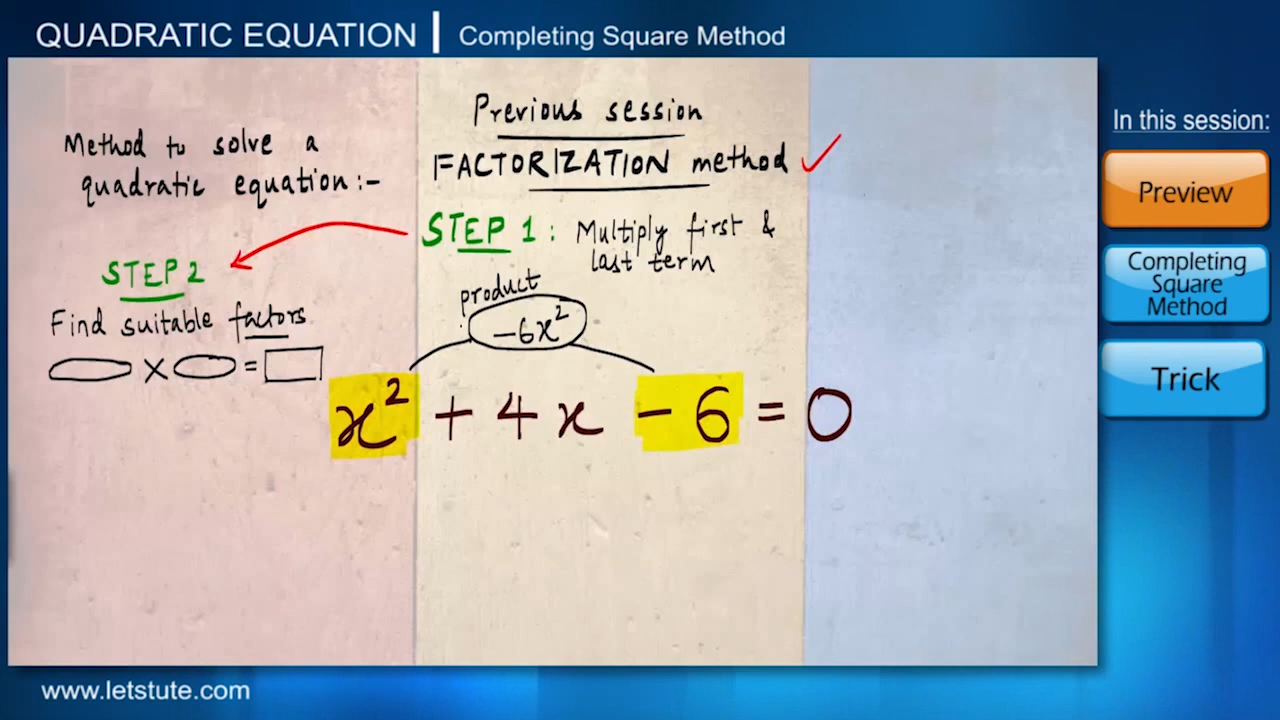 QUADRATIC EQUATION | Completing Square Method
Previous session
FACTORIZATION method ✓
Method to solve a
quadratic equation:-
STEP 1: Multiply first &
last term
STEP 2
Find suitable factors
× =
product
-6x²
x² + 4x - 6 = 0
In this session:
Preview
Completing
Square
Method
Trick
www.letstute.com